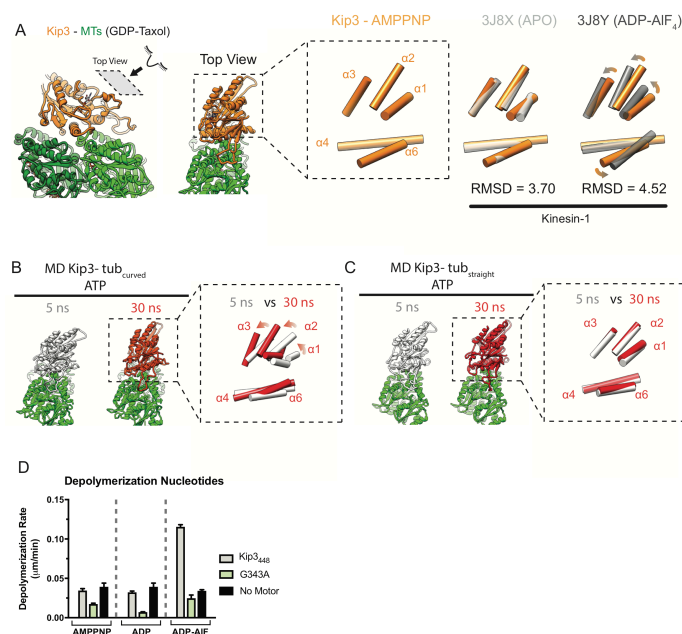 A
Kip3 - MTs (GDP-Taxol)
Top View
Top View
Kip3 - AMPPNP
3J8X (APO)
3J8Y (ADP-AlF4)
α3
α2
α1
α4
α6
RMSD = 3.70
RMSD = 4.52
Kinesin-1
B
MD Kip3- tubcurved
ATP
5 ns
30 ns
5 ns vs 30 ns
α3
α2
α1
α4
α6
C
MD Kip3- tubstraight
ATP
5 ns
30 ns
5 ns vs 30 ns
α3
α2
α1
α4
α6
D
Depolymerization Nucleotides
Depolymerization Rate
(µm/min)
0.15
0.10
0.05
0.00
AMPPNP
ADP
ADP-AlF
Kip3448
G343A
No Motor